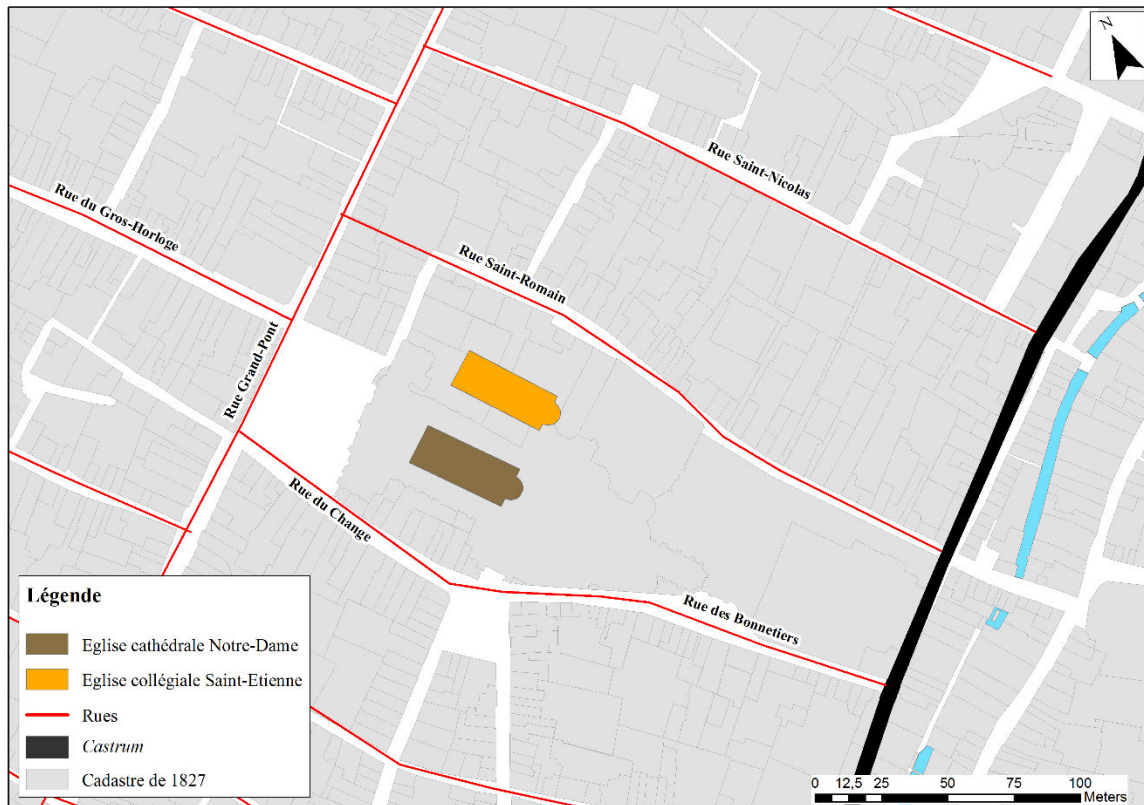 N
Rue Saint-Nicolas
Rue du Gros-Horloge
Rue Saint-Romain
Rue Grand-Pont
Rue du Change
Rue des Bonnetiers
Légende
Eglise cathédrale Notre-Dame
Eglise collégiale Saint-Etienne
Rues
Castrum
Cadastre de 1827
0 12,5 25 50 75 100
Meters